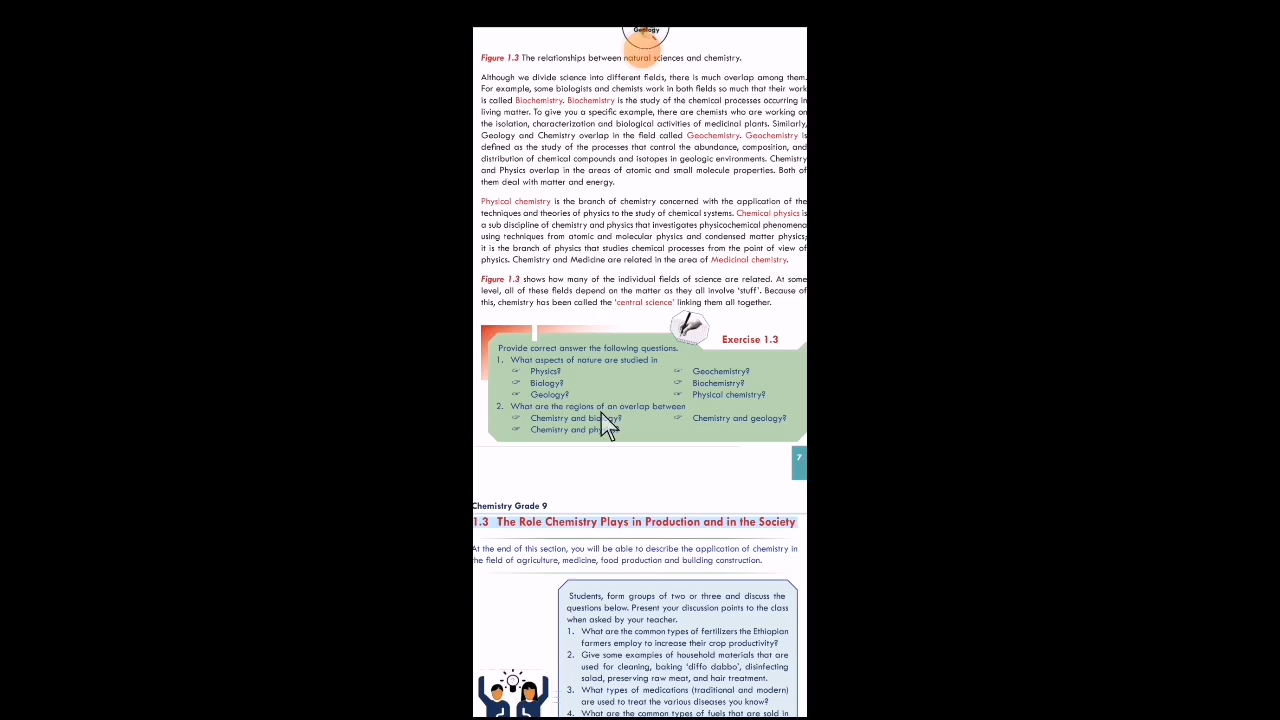 Geology
Figure 1.3 The relationships between natural sciences and chemistry.
Although we divide science into different fields, there is much overlap among them.
For example, some biologists and chemists work in both fields so much that their work
is called Biochemistry. Biochemistry is the study of the chemical processes occurring in
living matter. To give you a specific example, there are chemists who are working on
the isolation, characterization and biological activities of medicinal plants. Similarly,
Geology and Chemistry overlap in the field called Geochemistry. Geochemistry is
defined as the study of the processes that control the abundance, composition, and
distribution of chemical compounds and isotopes in geologic environments. Chemistry
and Physics overlap in the areas of atomic and small molecule properties. Both of
them deal with matter and energy.
Physical chemistry is the branch of chemistry concerned with the application of the
techniques and theories of physics to the study of chemical systems. Chemical physics is
a sub discipline of chemistry and physics that investigates physicochemical phenomena
using techniques from atomic and molecular physics and condensed matter physics;
it is the branch of physics that studies chemical processes from the point of view of
physics. Chemistry and Medicine are related in the area of Medicinal chemistry.
Figure 1.3 shows how many of the individual fields of science are related. At some
level, all of these fields depend on the matter as they all involve 'stuff'. Because of
this, chemistry has been called the 'central science' linking them all together.
Exercise 1.3
Provide correct answer the following questions.
1. What aspects of nature are studied in
Physics? Geochemistry?
Biology? Biochemistry?
Geology? Physical chemistry?
2. What are the regions of an overlap between
Chemistry and biology? Chemistry and geology?
Chemistry and
7
Chemistry Grade 9
1.3 The Role Chemistry Plays in Production and in the Society
At the end of this section, you will be able to describe the application of chemistry in
the field of agriculture, medicine, food production and building construction.
Students, form groups of two or three and discuss the
questions below. Present your discussion points to the class
when asked by your teacher.
1. What are the common types of fertilizers the Ethiopian
farmers employ to increase their crop productivity?
2. Give some examples of household materials that are
used for cleaning, baking 'diffo dabbo', disinfecting
salad, preserving raw meat, and hair treatment.
3. What types of medications (traditional and modern)
are used to treat the various diseases you know?
4. What are the common types of fuels that are sold in